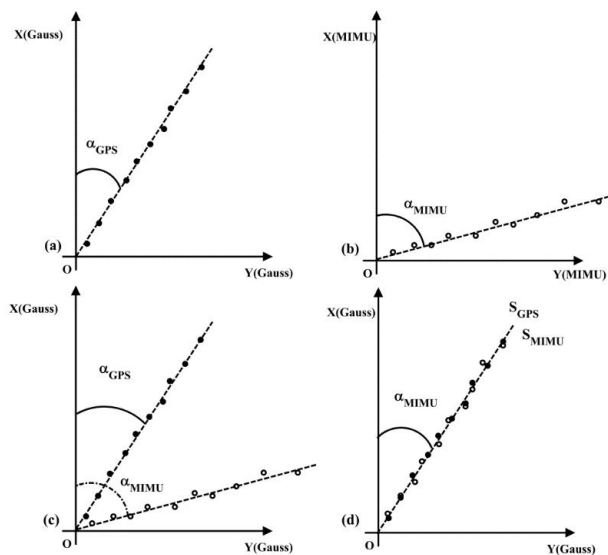 X(Gauss)
αGPS
(a)
O
Y(Gauss)
X(MIMU)
αMIMU
(b)
O
Y(MIMU)
X(Gauss)
αGPS
αMIMU
(c)
O
Y(Gauss)
X(Gauss)
SGPS
SMIMU
αMIMU
(d)
O
Y(Gauss)